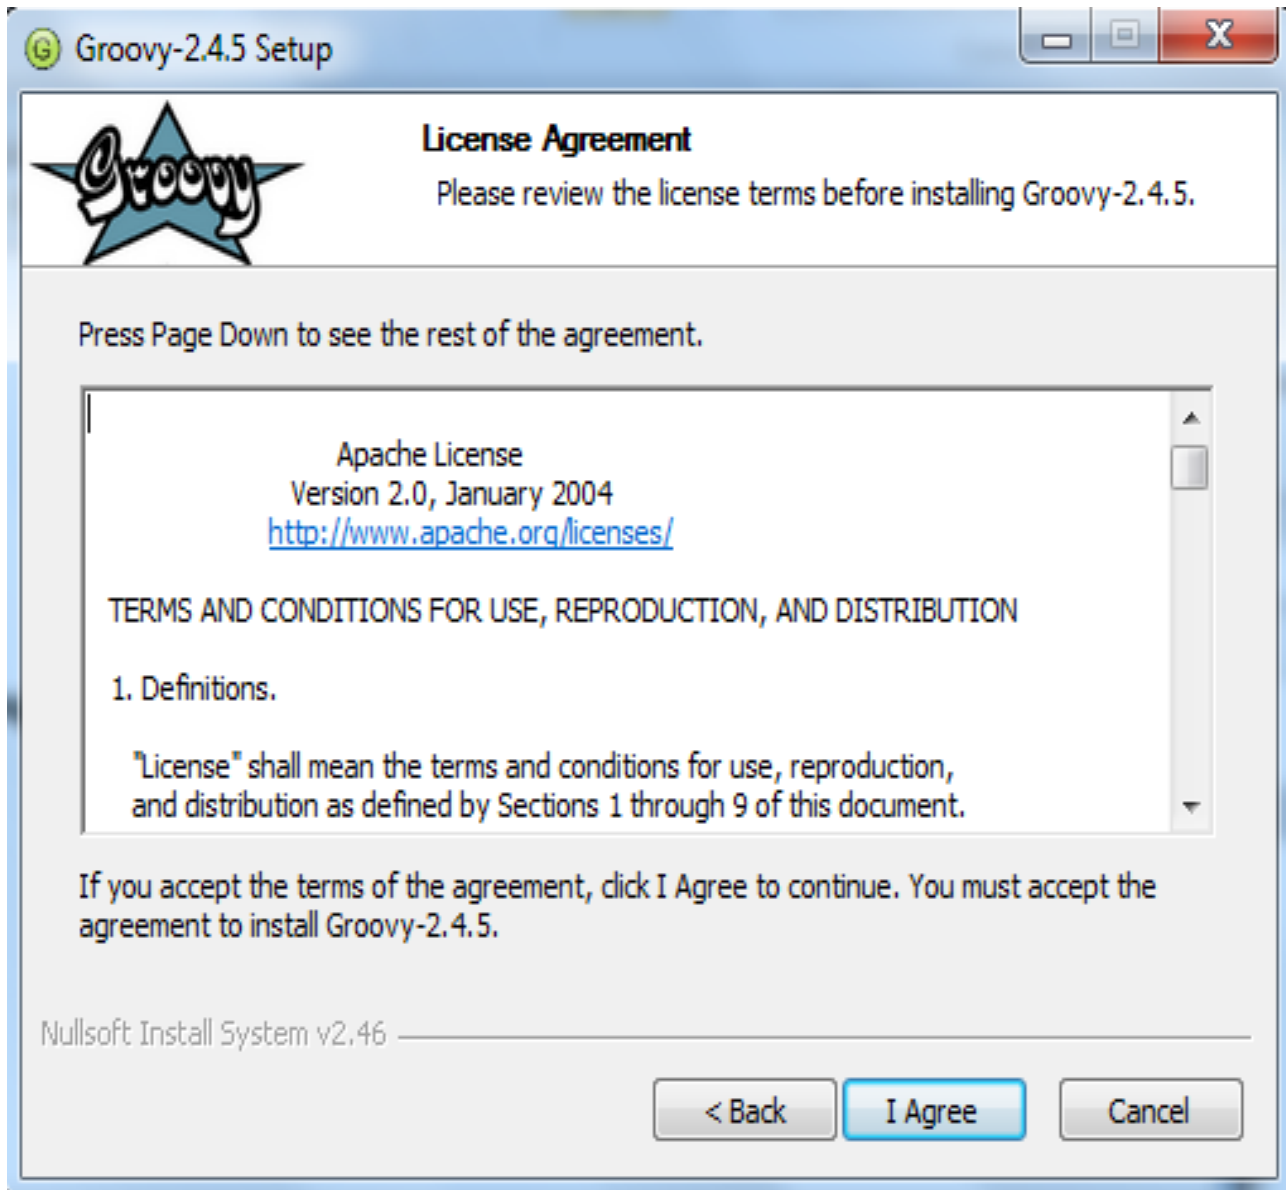 Groovy-2.4.5 Setup
Groovy
License Agreement
Please review the license terms before installing Groovy-2.4.5.
Press Page Down to see the rest of the agreement.
Apache License
Version 2.0, January 2004
http://www.apache.org/licenses/
TERMS AND CONDITIONS FOR USE, REPRODUCTION, AND DISTRIBUTION
1. Definitions.
"License" shall mean the terms and conditions for use, reproduction,
and distribution as defined by Sections 1 through 9 of this document.
If you accept the terms of the agreement, click I Agree to continue. You must accept the
agreement to install Groovy-2.4.5.
Nullsoft Install System v2.46
< Back I Agree Cancel